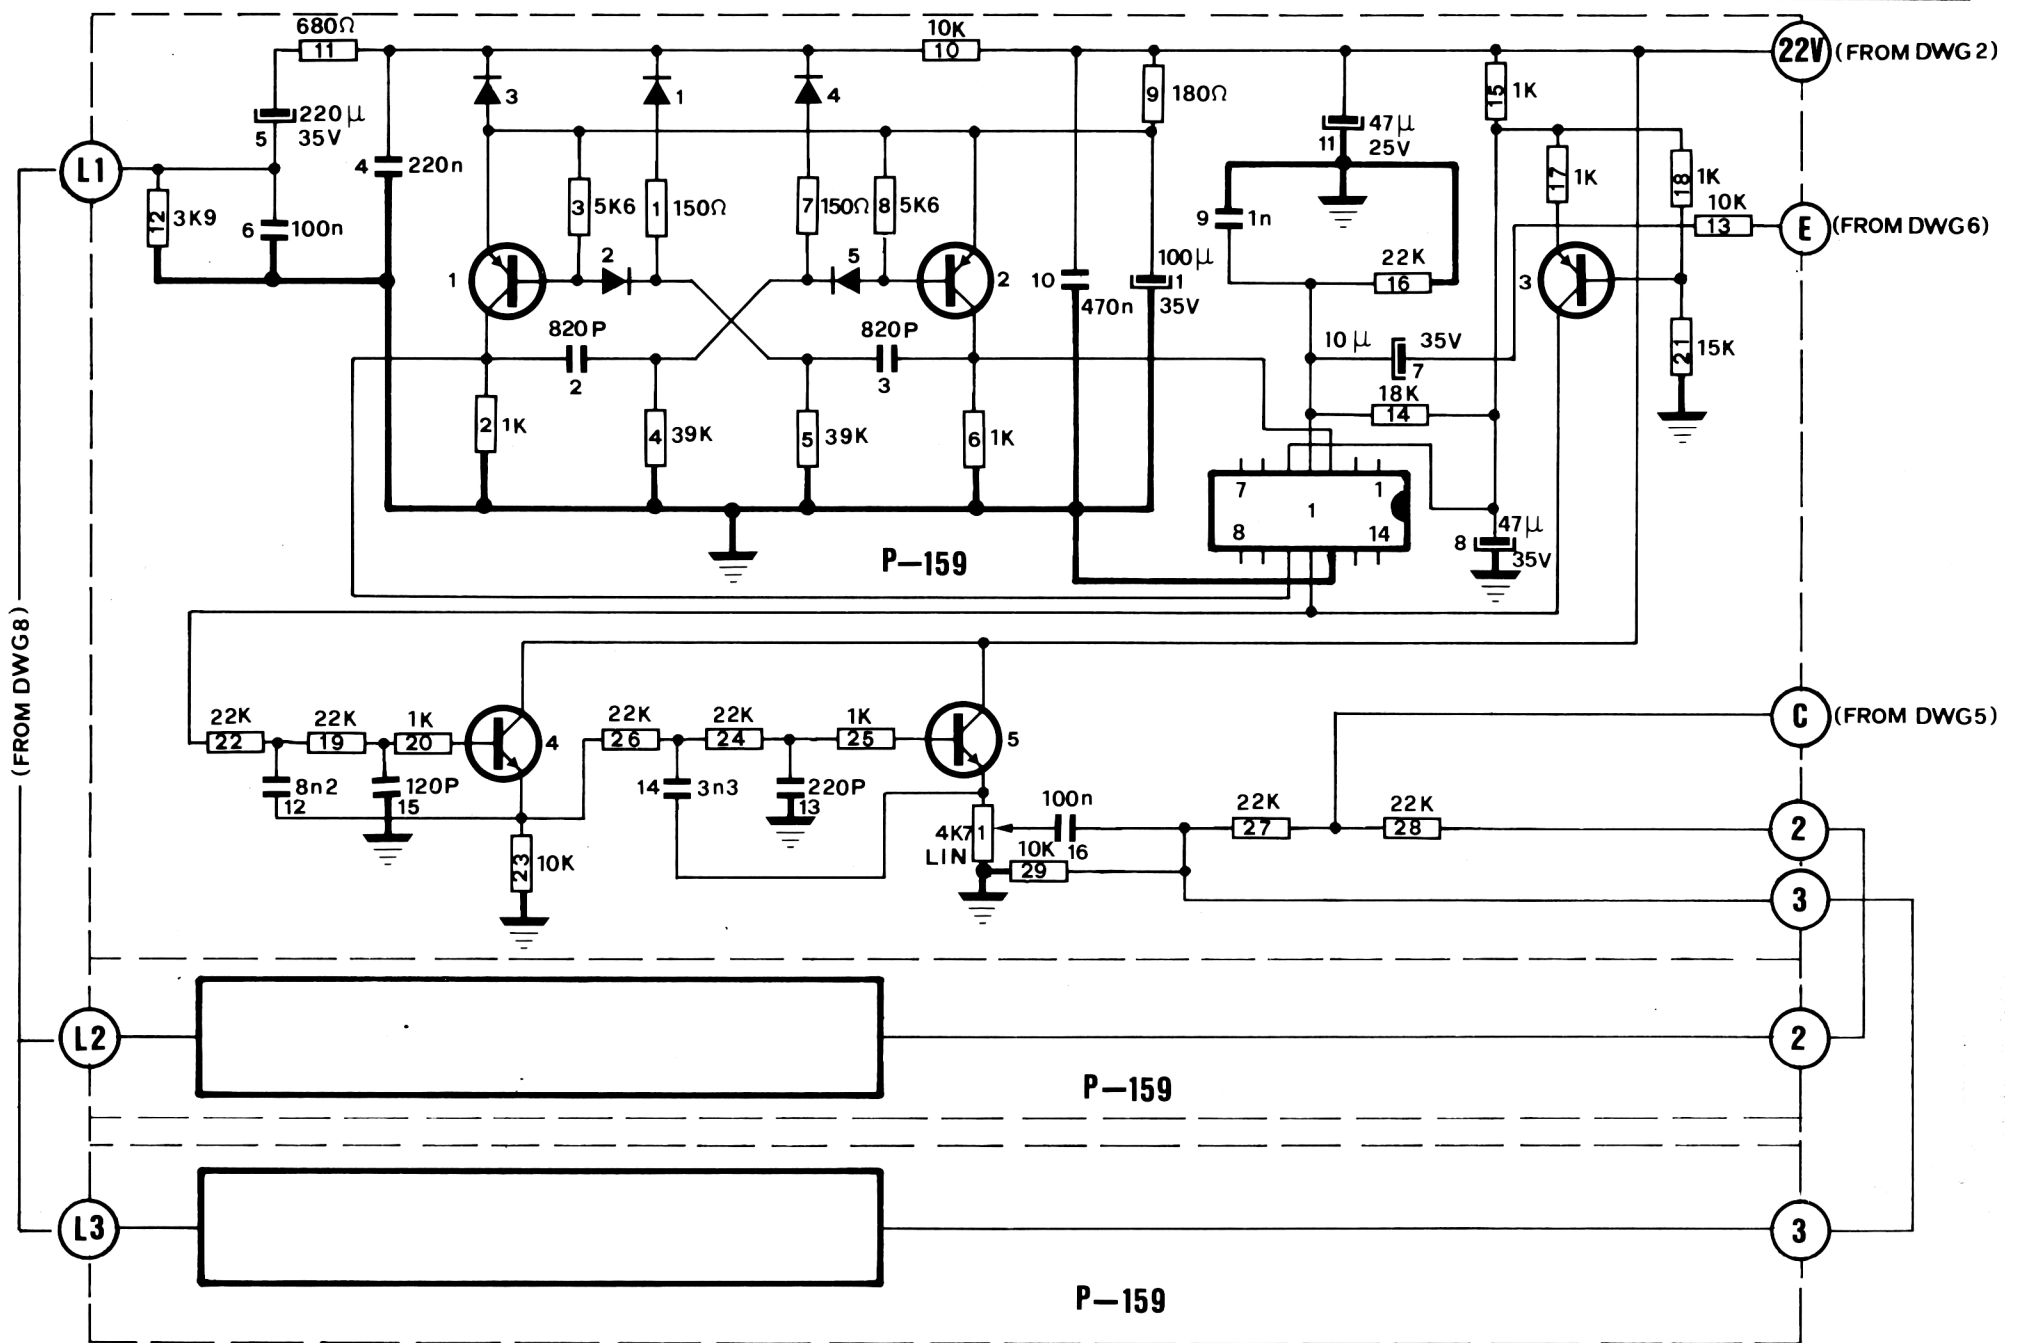 680Ω
11
10K
10
22V
(FROM DWG 2)
3
1
4
220µ
35V
5
9
180Ω
15
1K
47µ
25V
11
L1
4
220n
12
3K9
6
100n
3
5K6
1
150Ω
7
150Ω
8
5K6
9
1n
17
1K
18
1K
10K
13
E
(FROM DWG6)
1
2
5
2
10
470n
100µ
1
35V
22K
16
3
820P
2
820P
3
10µ
35V
7
21
15K
18K
14
2
1K
4
39K
5
39K
6
1K
7
1
1
8
14
47µ
8
35V
P–159
(FROM DWG8)
22K
22
22K
19
1K
20
4
22K
26
22K
24
1K
25
5
C
(FROM DWG5)
8n2
12
120P
15
14
3n3
220P
13
100n
16
4K7
1
LIN
22K
27
22K
28
2
23
10K
10K
29
3
L2
2
P–159
L3
3
P–159